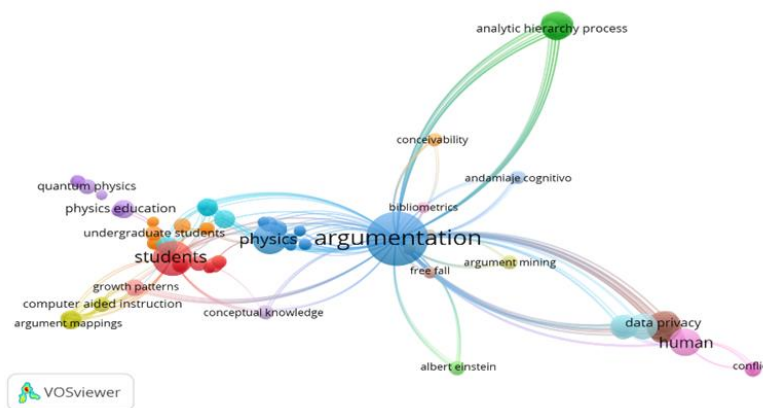 analytic hierarchy process
conceivability
andamiaje cognitivo
quantum physics
bibliometrics
physics education
undergraduate students
physics
argumentation
students
argument mining
free fall
growth patterns
computer aided instruction
conceptual knowledge
argument mappings
data privacy
human
albert einstein
confli
VOSviewer